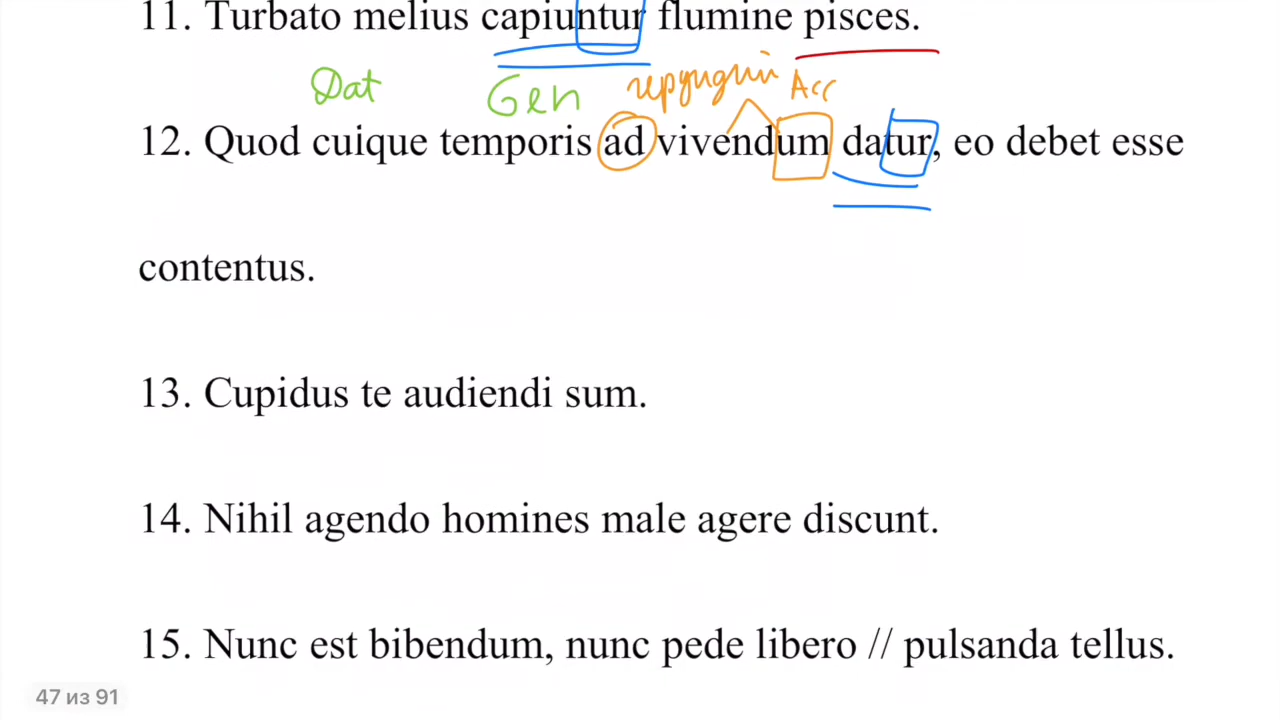 11. Turbato melius capiuntur flumine pisces.
Dat Gen герундий Acc
12. Quod cuique temporis ad vivendum datur, eo debet esse
contentus.
13. Cupidus te audiendi sum.
14. Nihil agendo homines male agere discunt.
15. Nunc est bibendum, nunc pede libero // pulsanda tellus.
47 из 91